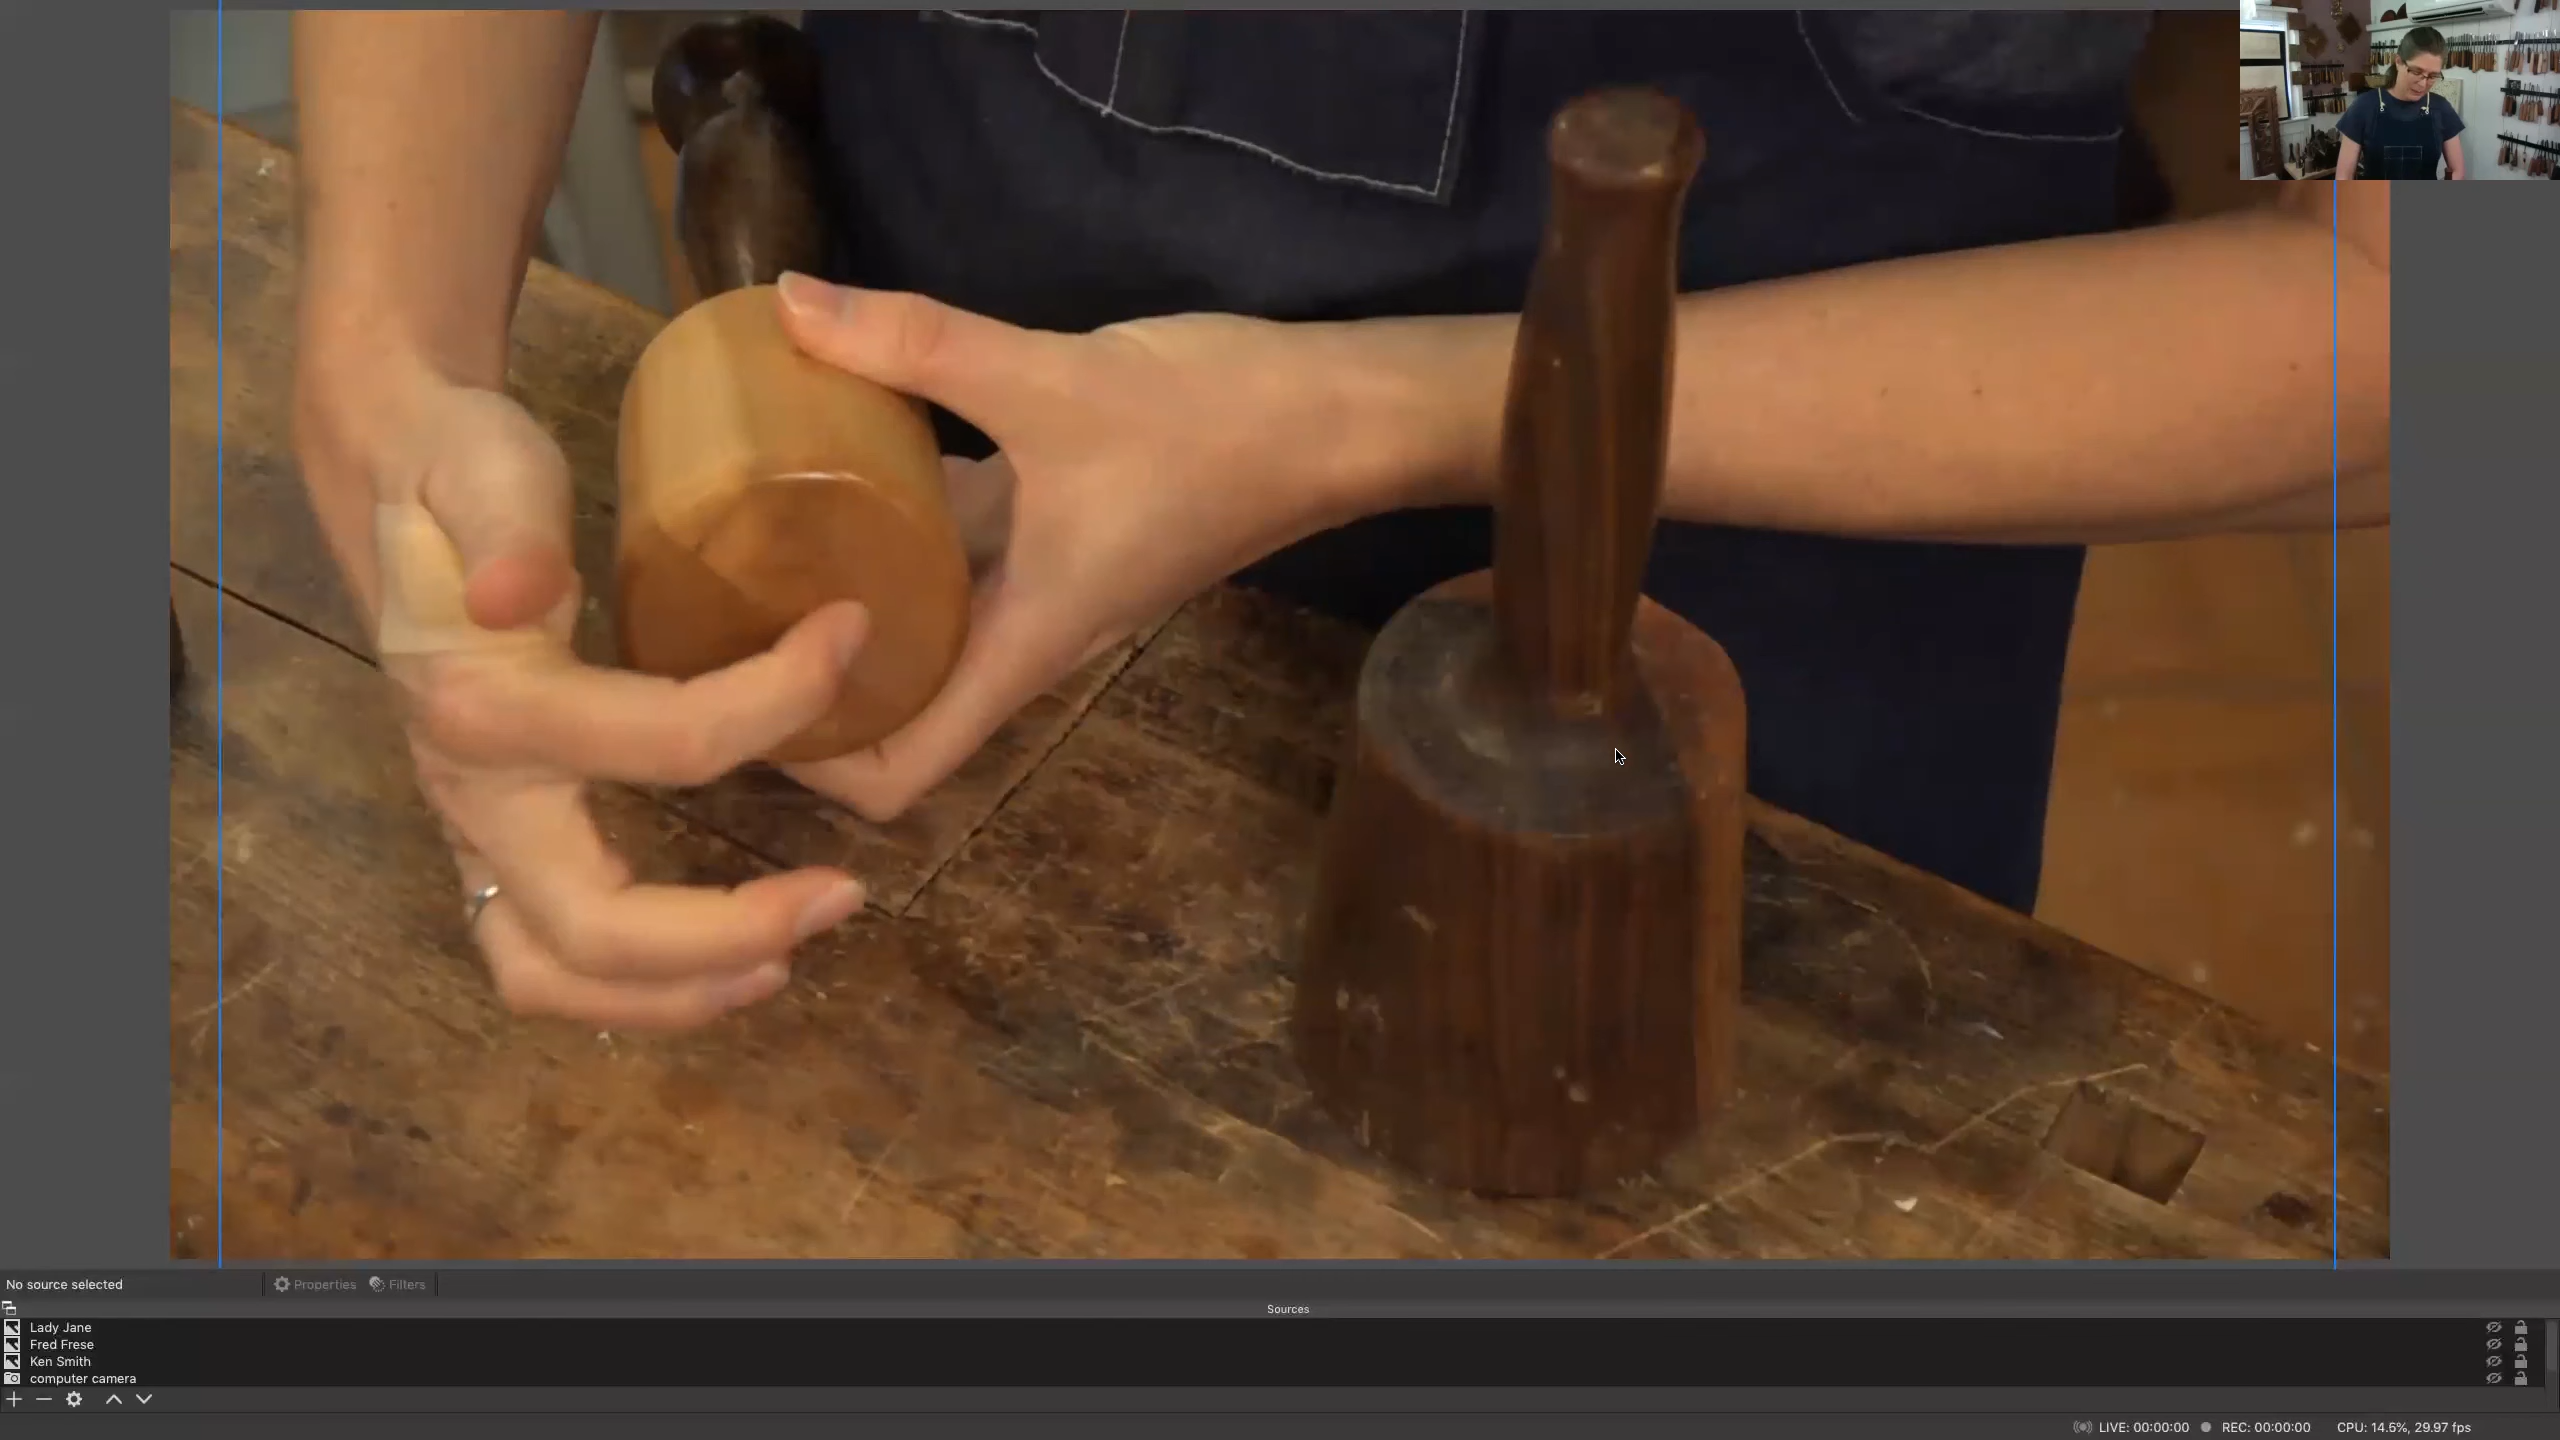 No source selected
Properties
Filters
Sources
Lady Jane
Fred Frese
Ken Smith
computer camera
LIVE: 00:00:00
REC: 00:00:00
CPU: 14.5%, 29.97 fps